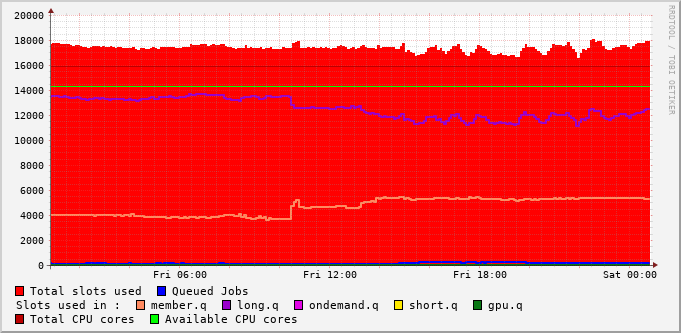 20000
18000
16000
14000
12000
10000
8000
6000
4000
2000
0
Fri 06:00 Fri 12:00 Fri 18:00 Sat 00:00
RRDTOOL / TOBI OETIKER
Total slots used Queued Jobs
Slots used in : member.q long.q ondemand.q short.q gpu.q
Total CPU cores Available CPU cores